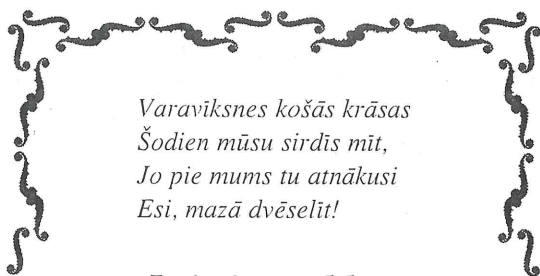 Varavīksnes košās krāsas
Šodien mūsu sirdīs mīt,
Jo pie mums tu atnākusi
Esi, mazā dvēselīt!